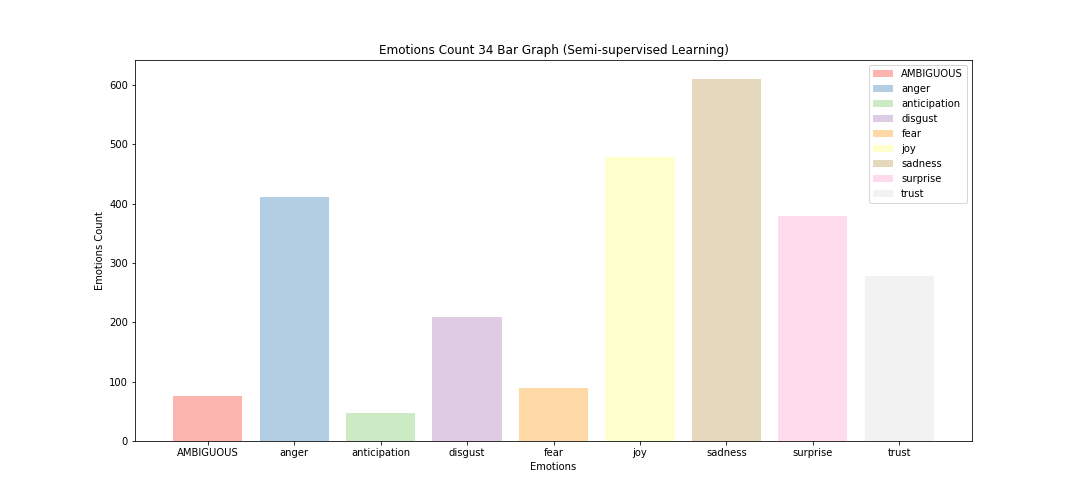 Emotions Count 34 Bar Graph (Semi-supervised Learning)
AMBIGUOUS
anger
anticipation
disgust
fear
joy
sadness
surprise
trust
Emotions Count
600
500
400
300
200
100
0
AMBIGUOUS anger anticipation disgust fear joy sadness surprise trust
Emotions